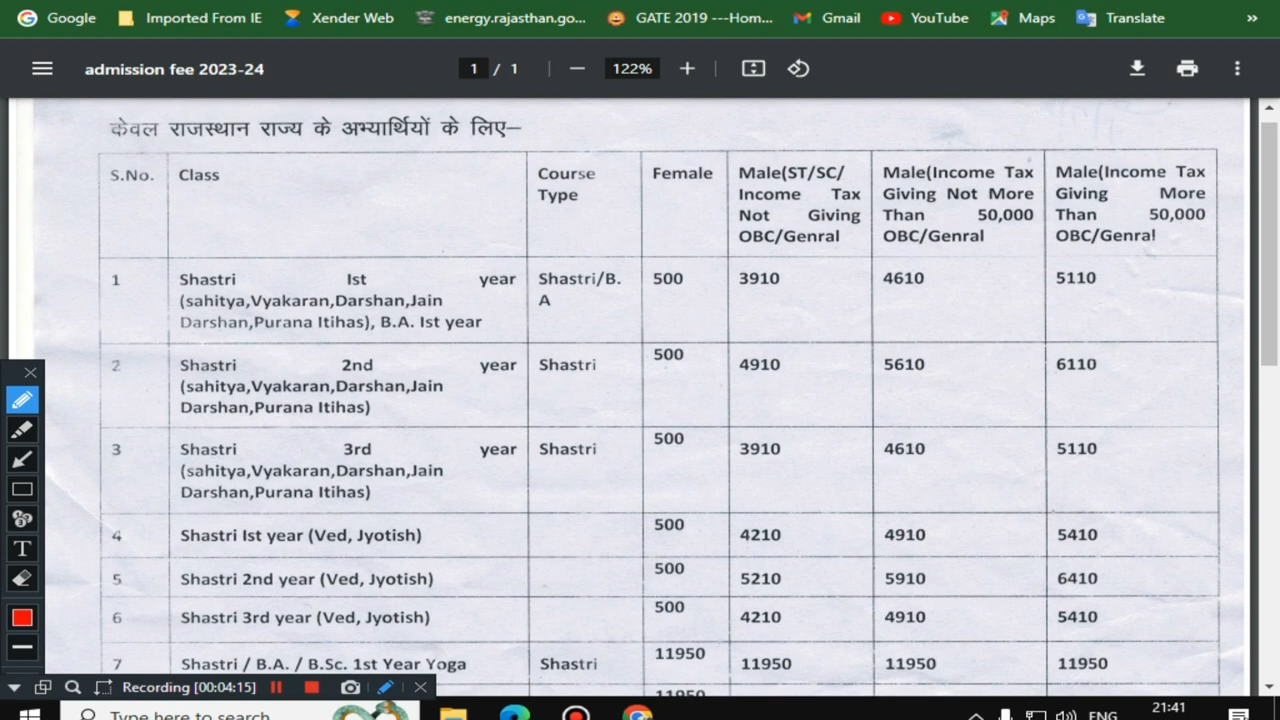 Google Imported From IE Xender Web energy.rajasthan.go... GATE 2019 ---Hom... Gmail YouTube Maps Translate »
admission fee 2023-24 1 / 1 − 122% +
केवल राजस्थान राज्य के अभ्यार्थियों के लिए–
S.No. Class Course Type Female Male(ST/SC/ Income Tax Not Giving OBC/Genral Male(Income Tax Giving Not More Than 50,000 OBC/Genral Male(Income Tax Giving More Than 50,000 OBC/Genral
1 Shastri Ist year Shastri/B. 500 3910 4610 5110
(sahitya,Vyakaran,Darshan,Jain A
Darshan,Purana Itihas), B.A. Ist year
2 Shastri 2nd year Shastri 500 4910 5610 6110
(sahitya,Vyakaran,Darshan,Jain
Darshan,Purana Itihas)
3 Shastri 3rd year Shastri 500 3910 4610 5110
(sahitya,Vyakaran,Darshan,Jain
Darshan,Purana Itihas)
4 Shastri Ist year (Ved, Jyotish) 500 4210 4910 5410
5 Shastri 2nd year (Ved, Jyotish) 500 5210 5910 6410
6 Shastri 3rd year (Ved, Jyotish) 500 4210 4910 5410
7 Shastri / B.A. / B.Sc. 1st Year Yoga Shastri 11950 11950 11950 11950
11950
T
Recording [00:04:15]
Type here to search ENG 21:41